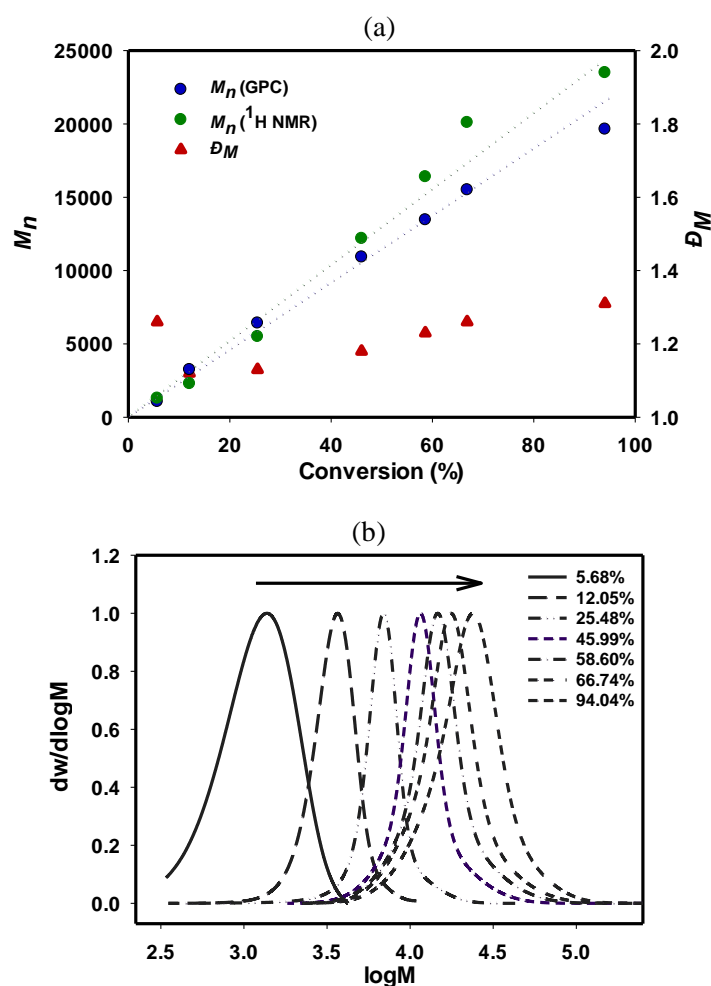 (a)
25000
20000
15000
10000
5000
0
Mn
Mn (GPC)
Mn (1H NMR)
ĐM
2.0
1.8
1.6
1.4
1.2
1.0
ĐM
0 20 40 60 80 100
Conversion (%)
(b)
1.2
1.0
0.8
0.6
0.4
0.2
0.0
dw/dlogM
5.68%
12.05%
25.48%
45.99%
58.60%
66.74%
94.04%
2.5 3.0 3.5 4.0 4.5 5.0
logM